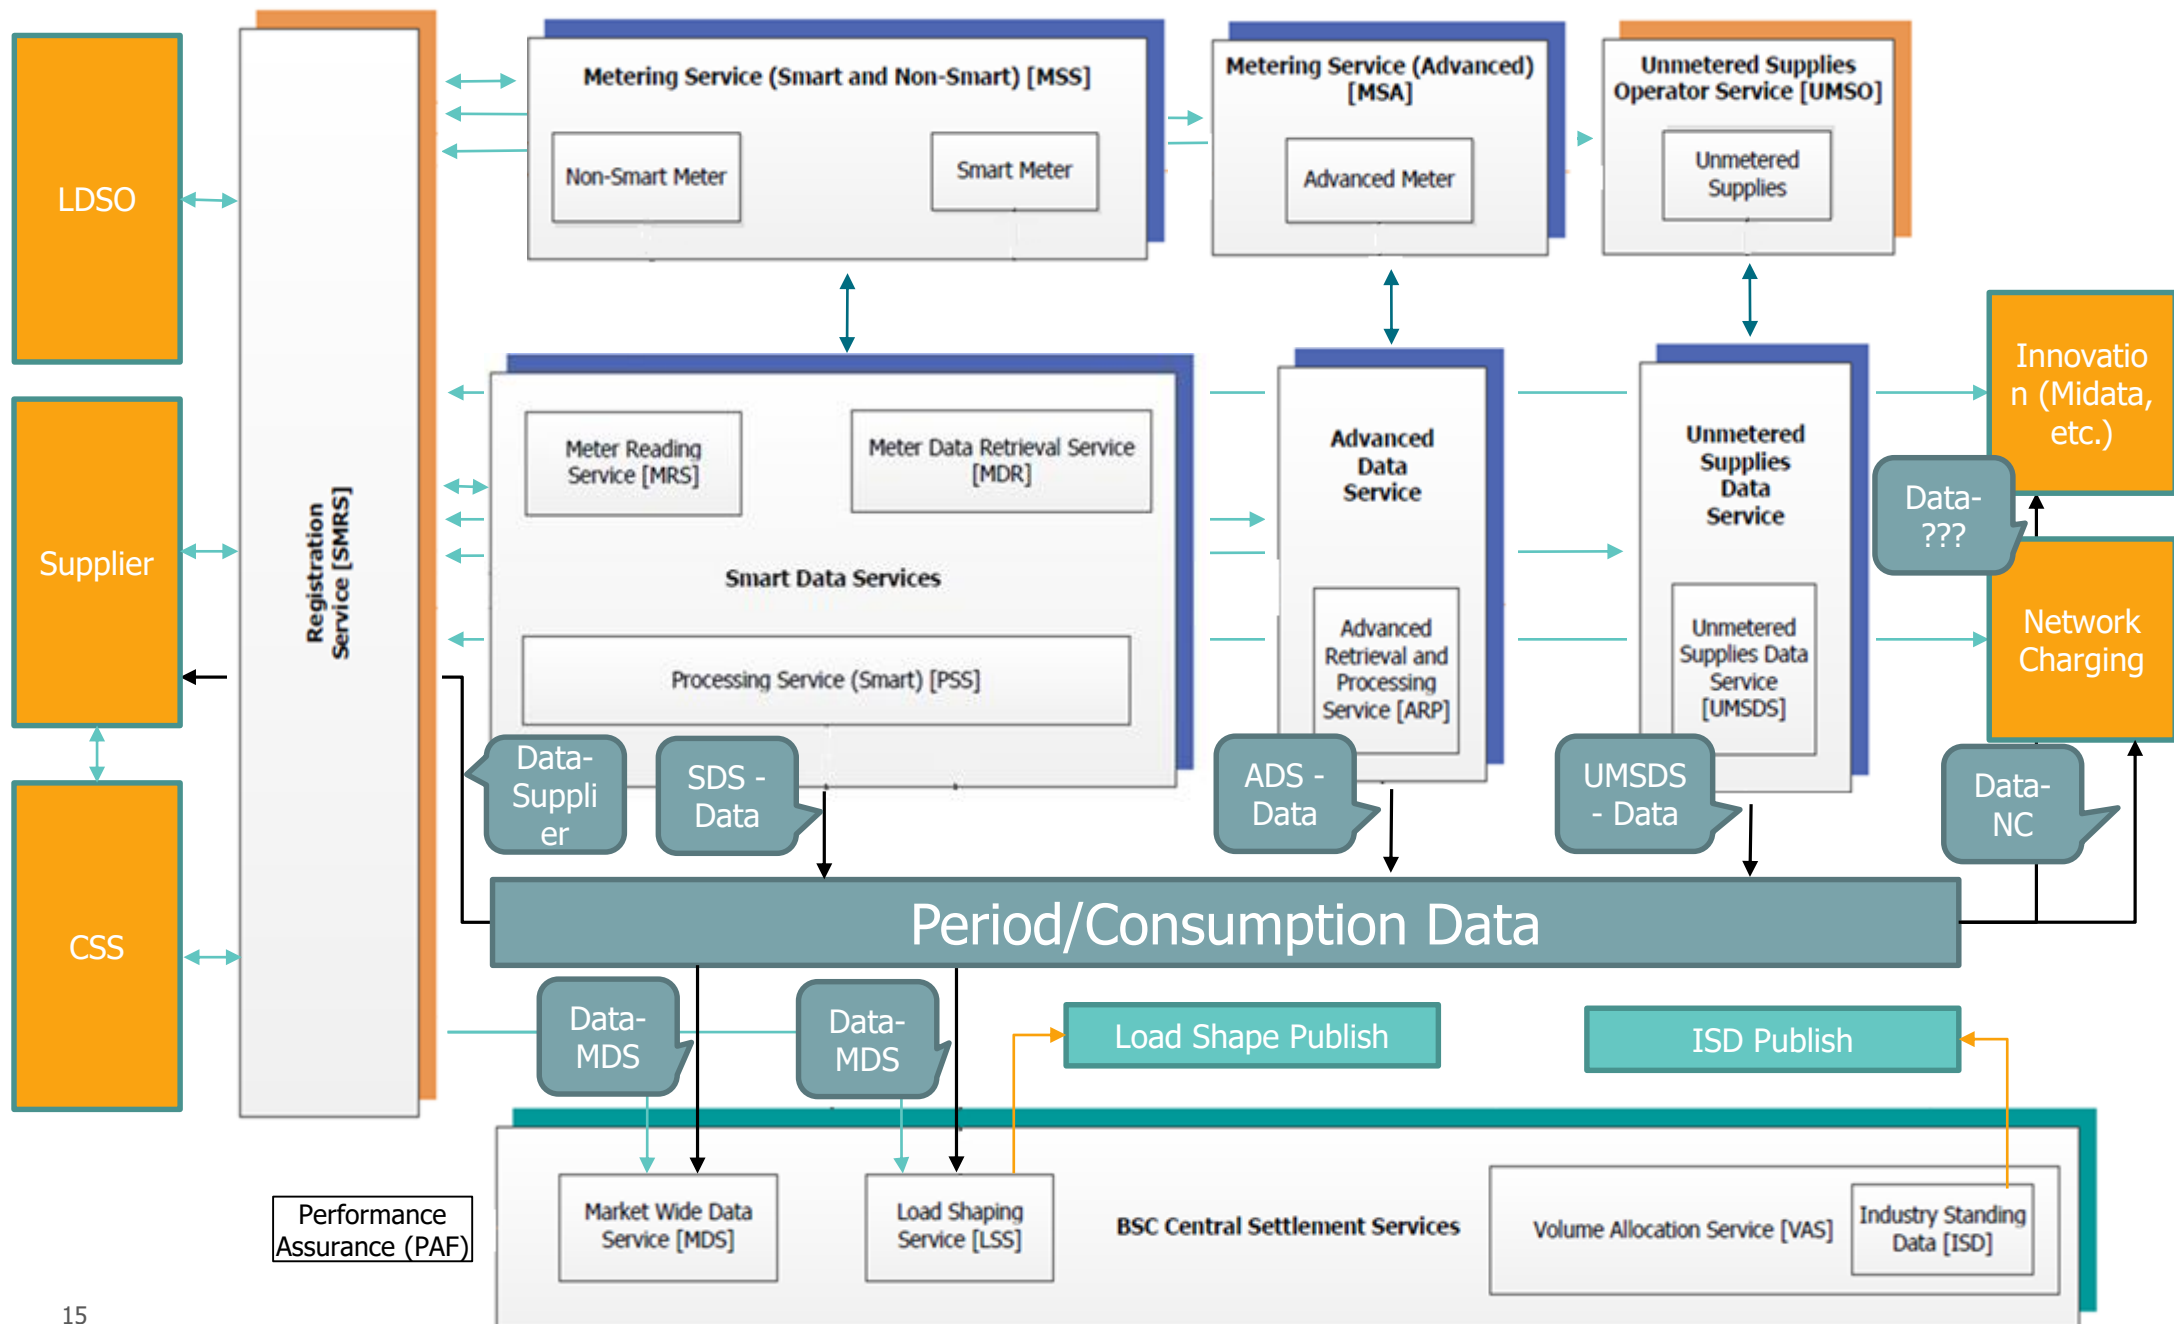 LDSO
Supplier
CSS
Registration
Service [SMRS]
Metering Service (Smart and Non-Smart) [MSS]
Non-Smart Meter
Smart Meter
Metering Service (Advanced)
[MSA]
Advanced Meter
Unmetered Supplies
Operator Service [UMSO]
Unmetered
Supplies
Meter Reading
Service [MRS]
Meter Data Retrieval Service
[MDR]
Smart Data Services
Processing Service (Smart) [PSS]
Advanced
Data
Service
Advanced
Retrieval and
Processing
Service [ARP]
Unmetered
Supplies
Data
Service
Unmetered
Supplies Data
Service
[UMSDS]
Innovatio
n (Midata,
etc.)
Data-
???
Network
Charging
Data-
Suppli
er
SDS -
Data
ADS -
Data
UMSDS
- Data
Data-
NC
Period/Consumption Data
Data-
MDS
Data-
MDS
Load Shape Publish
ISD Publish
Performance
Assurance (PAF)
Market Wide Data
Service [MDS]
Load Shaping
Service [LSS]
BSC Central Settlement Services
Volume Allocation Service [VAS]
Industry Standing
Data [ISD]
15